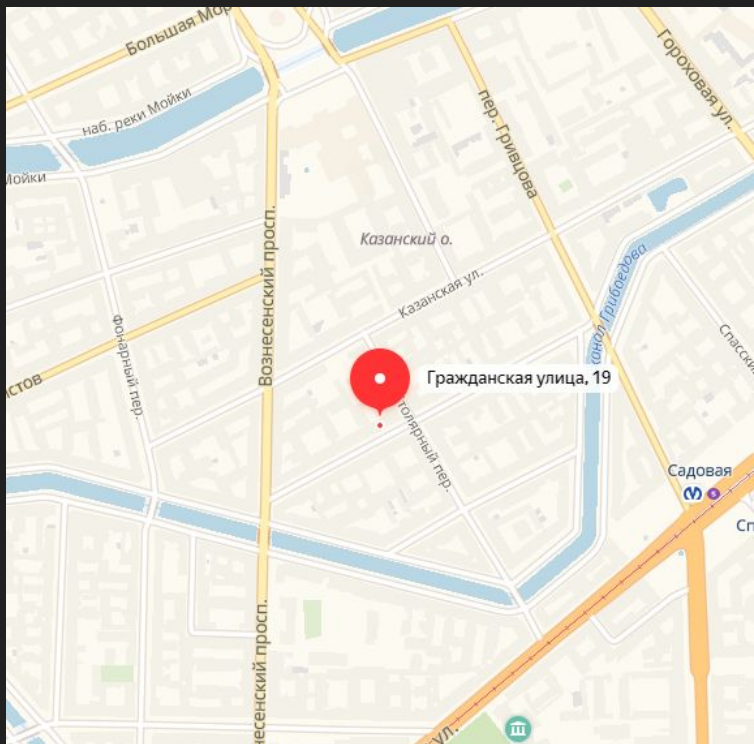 Большая Мор
Гороховая ул.
наб. реки Мойки
пер. Гривцова
Мойки
Казанский о.
Вознесенский просп.
канал Грибоедова
Казанская ул.
Фонарный пер.
Спасский
истов
Гражданская улица, 19
толярный пер.
Садовая
Сп
несенский просп.
ул.